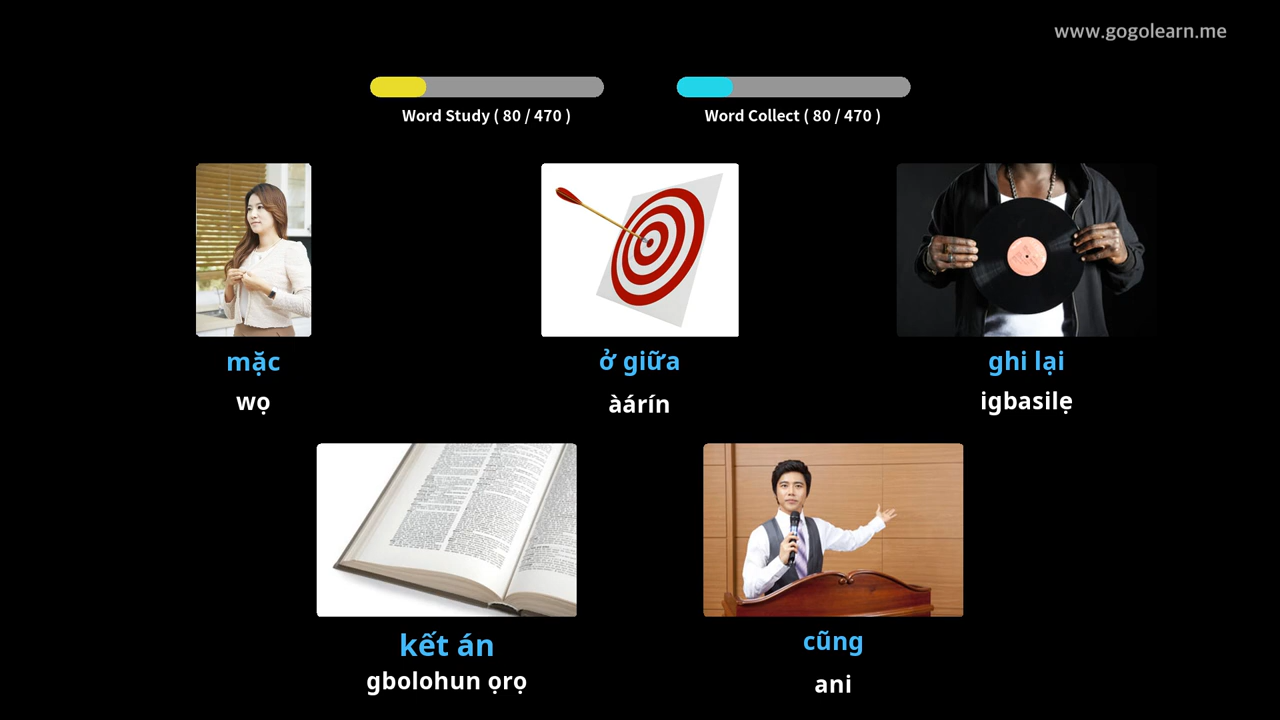 www.gogolearn.me
Word Study ( 80 / 470 )
Word Collect ( 80 / 470 )
mặc
wọ
ở giữa
àárín
ghi lại
igbasilẹ
kết án
gbolohun ọrọ
cũng
ani